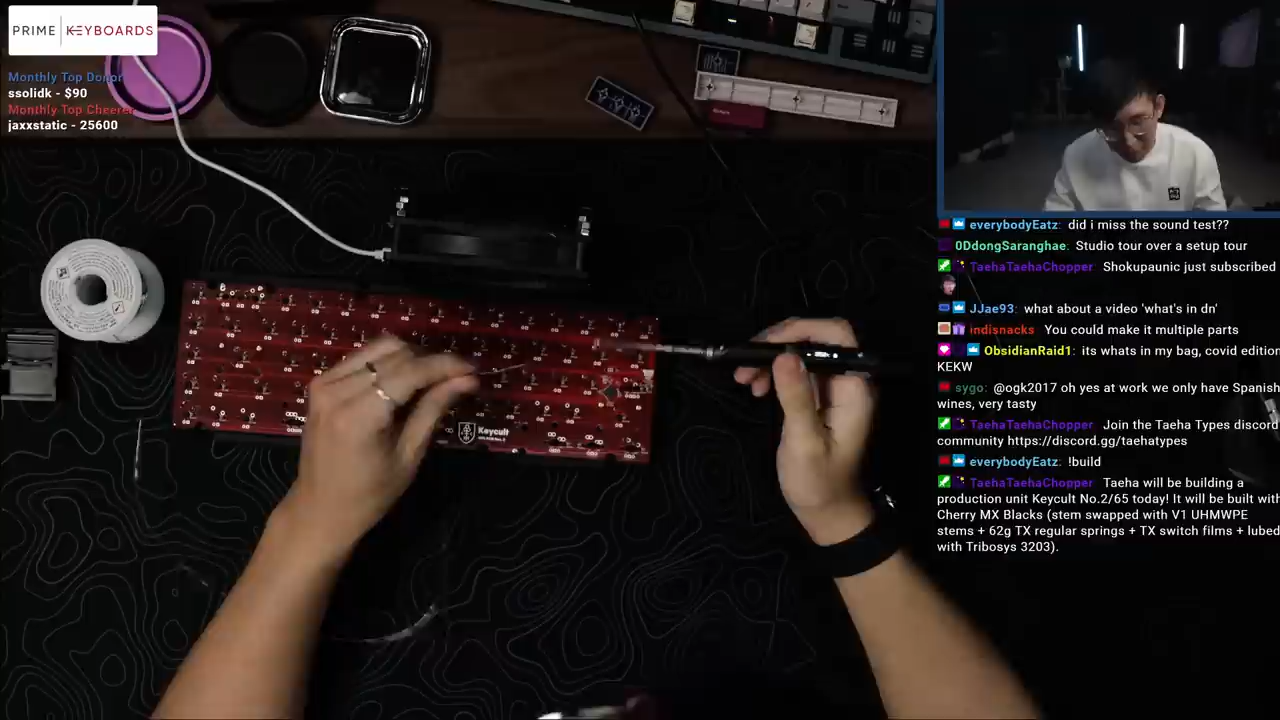 PRIME | KEYBOARDS
Monthly Top Donor
ssolidk - $90
Monthly Top Cheerer
jaxxstatic - 25600
Keycult
everybodyEatz: did i miss the sound test??
0DdongSaranghae: Studio tour over a setup tour
TaehaTaehaChopper: Shokupaunic just subscribed
JJae93: what about a video 'what's in dn'
indisnacks You could make it multiple parts
ObsidianRaid1: its whats in my bag, covid edition
KEKW
sygo: @ogk2017 oh yes at work we only have Spanish
wines, very tasty
TaehaTaehaChopper: Join the Taeha Types discord
community https://discord.gg/taehatypes
everybodyEatz: !build
TaehaTaehaChopper: Taeha will be building a
production unit Keycult No.2/65 today! It will be built with
Cherry MX Blacks (stem swapped with V1 UHMWPE
stems + 62g TX regular springs + TX switch films + lubed
with Tribosys 3203).